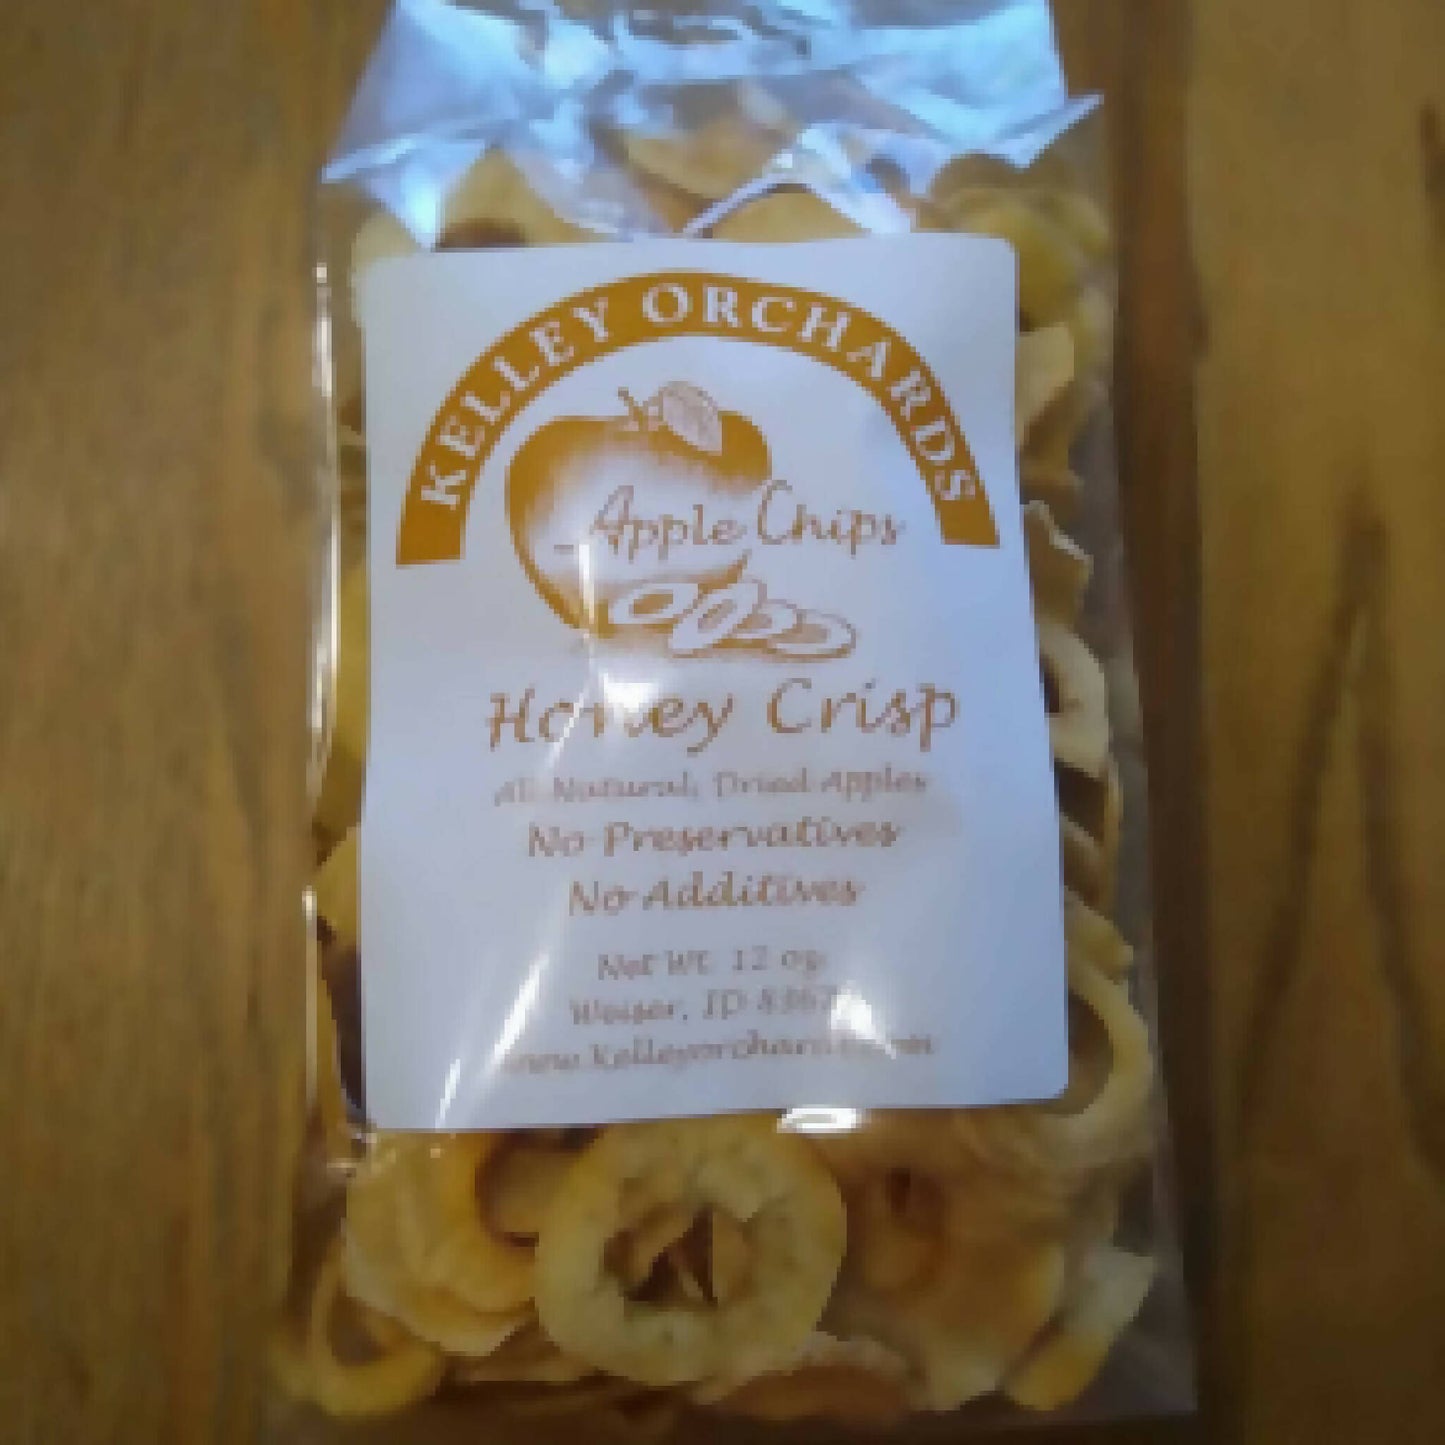 KELLEY ORCHARDS
Apple Chips
Honey Crisp
All Natural, Dried Apples
No Preservatives
No Additives
Net Wt. 12 oz.
Weiser, ID 8367